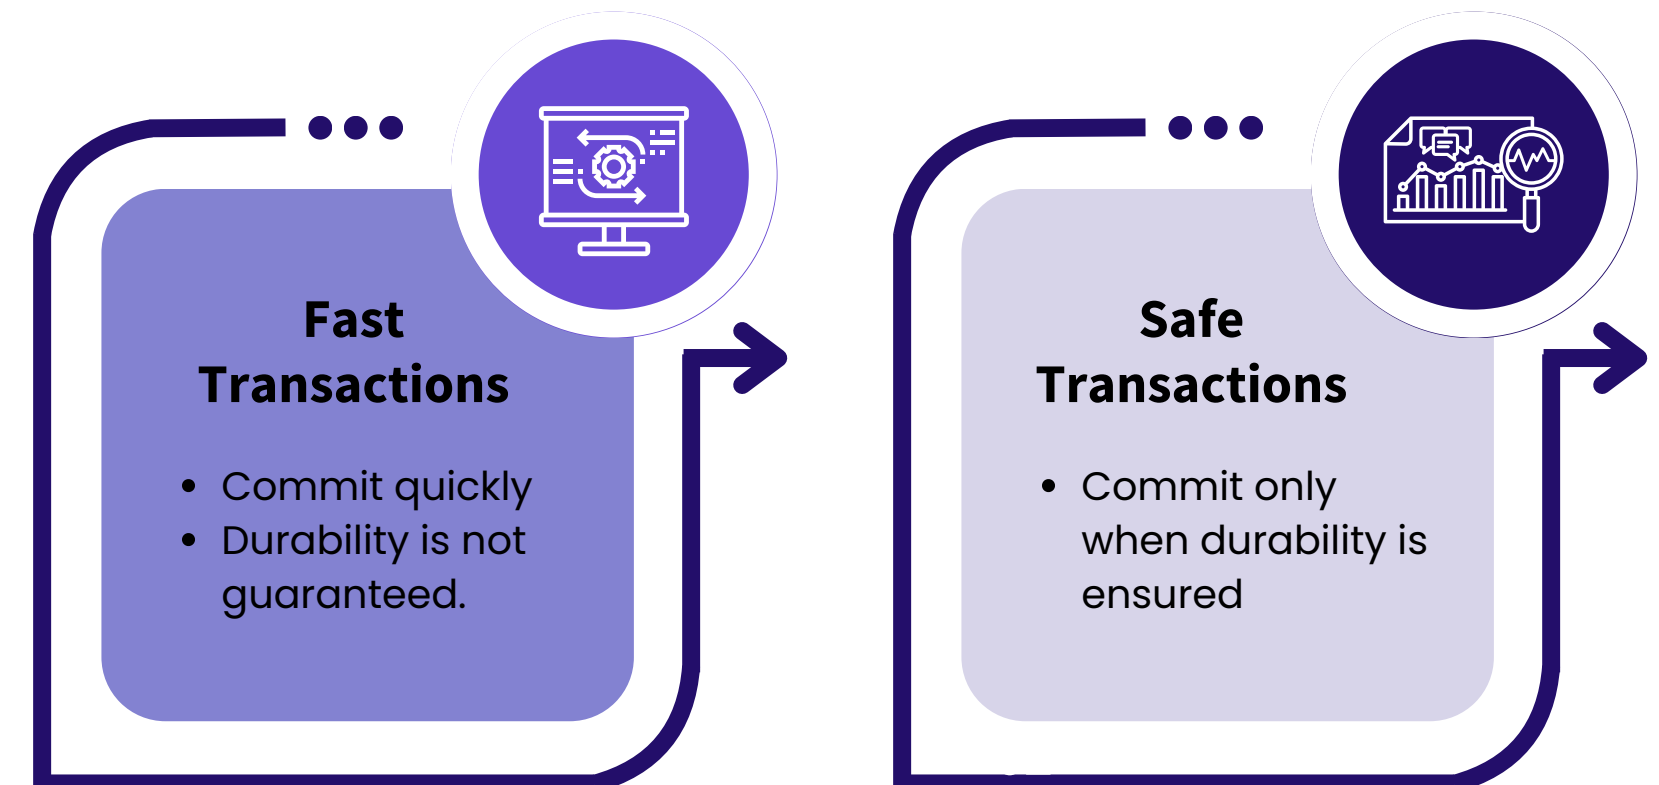 Fast
Transactions
• Commit quickly
• Durability is not
guaranteed.
Safe
Transactions
• Commit only
when durability is
ensured